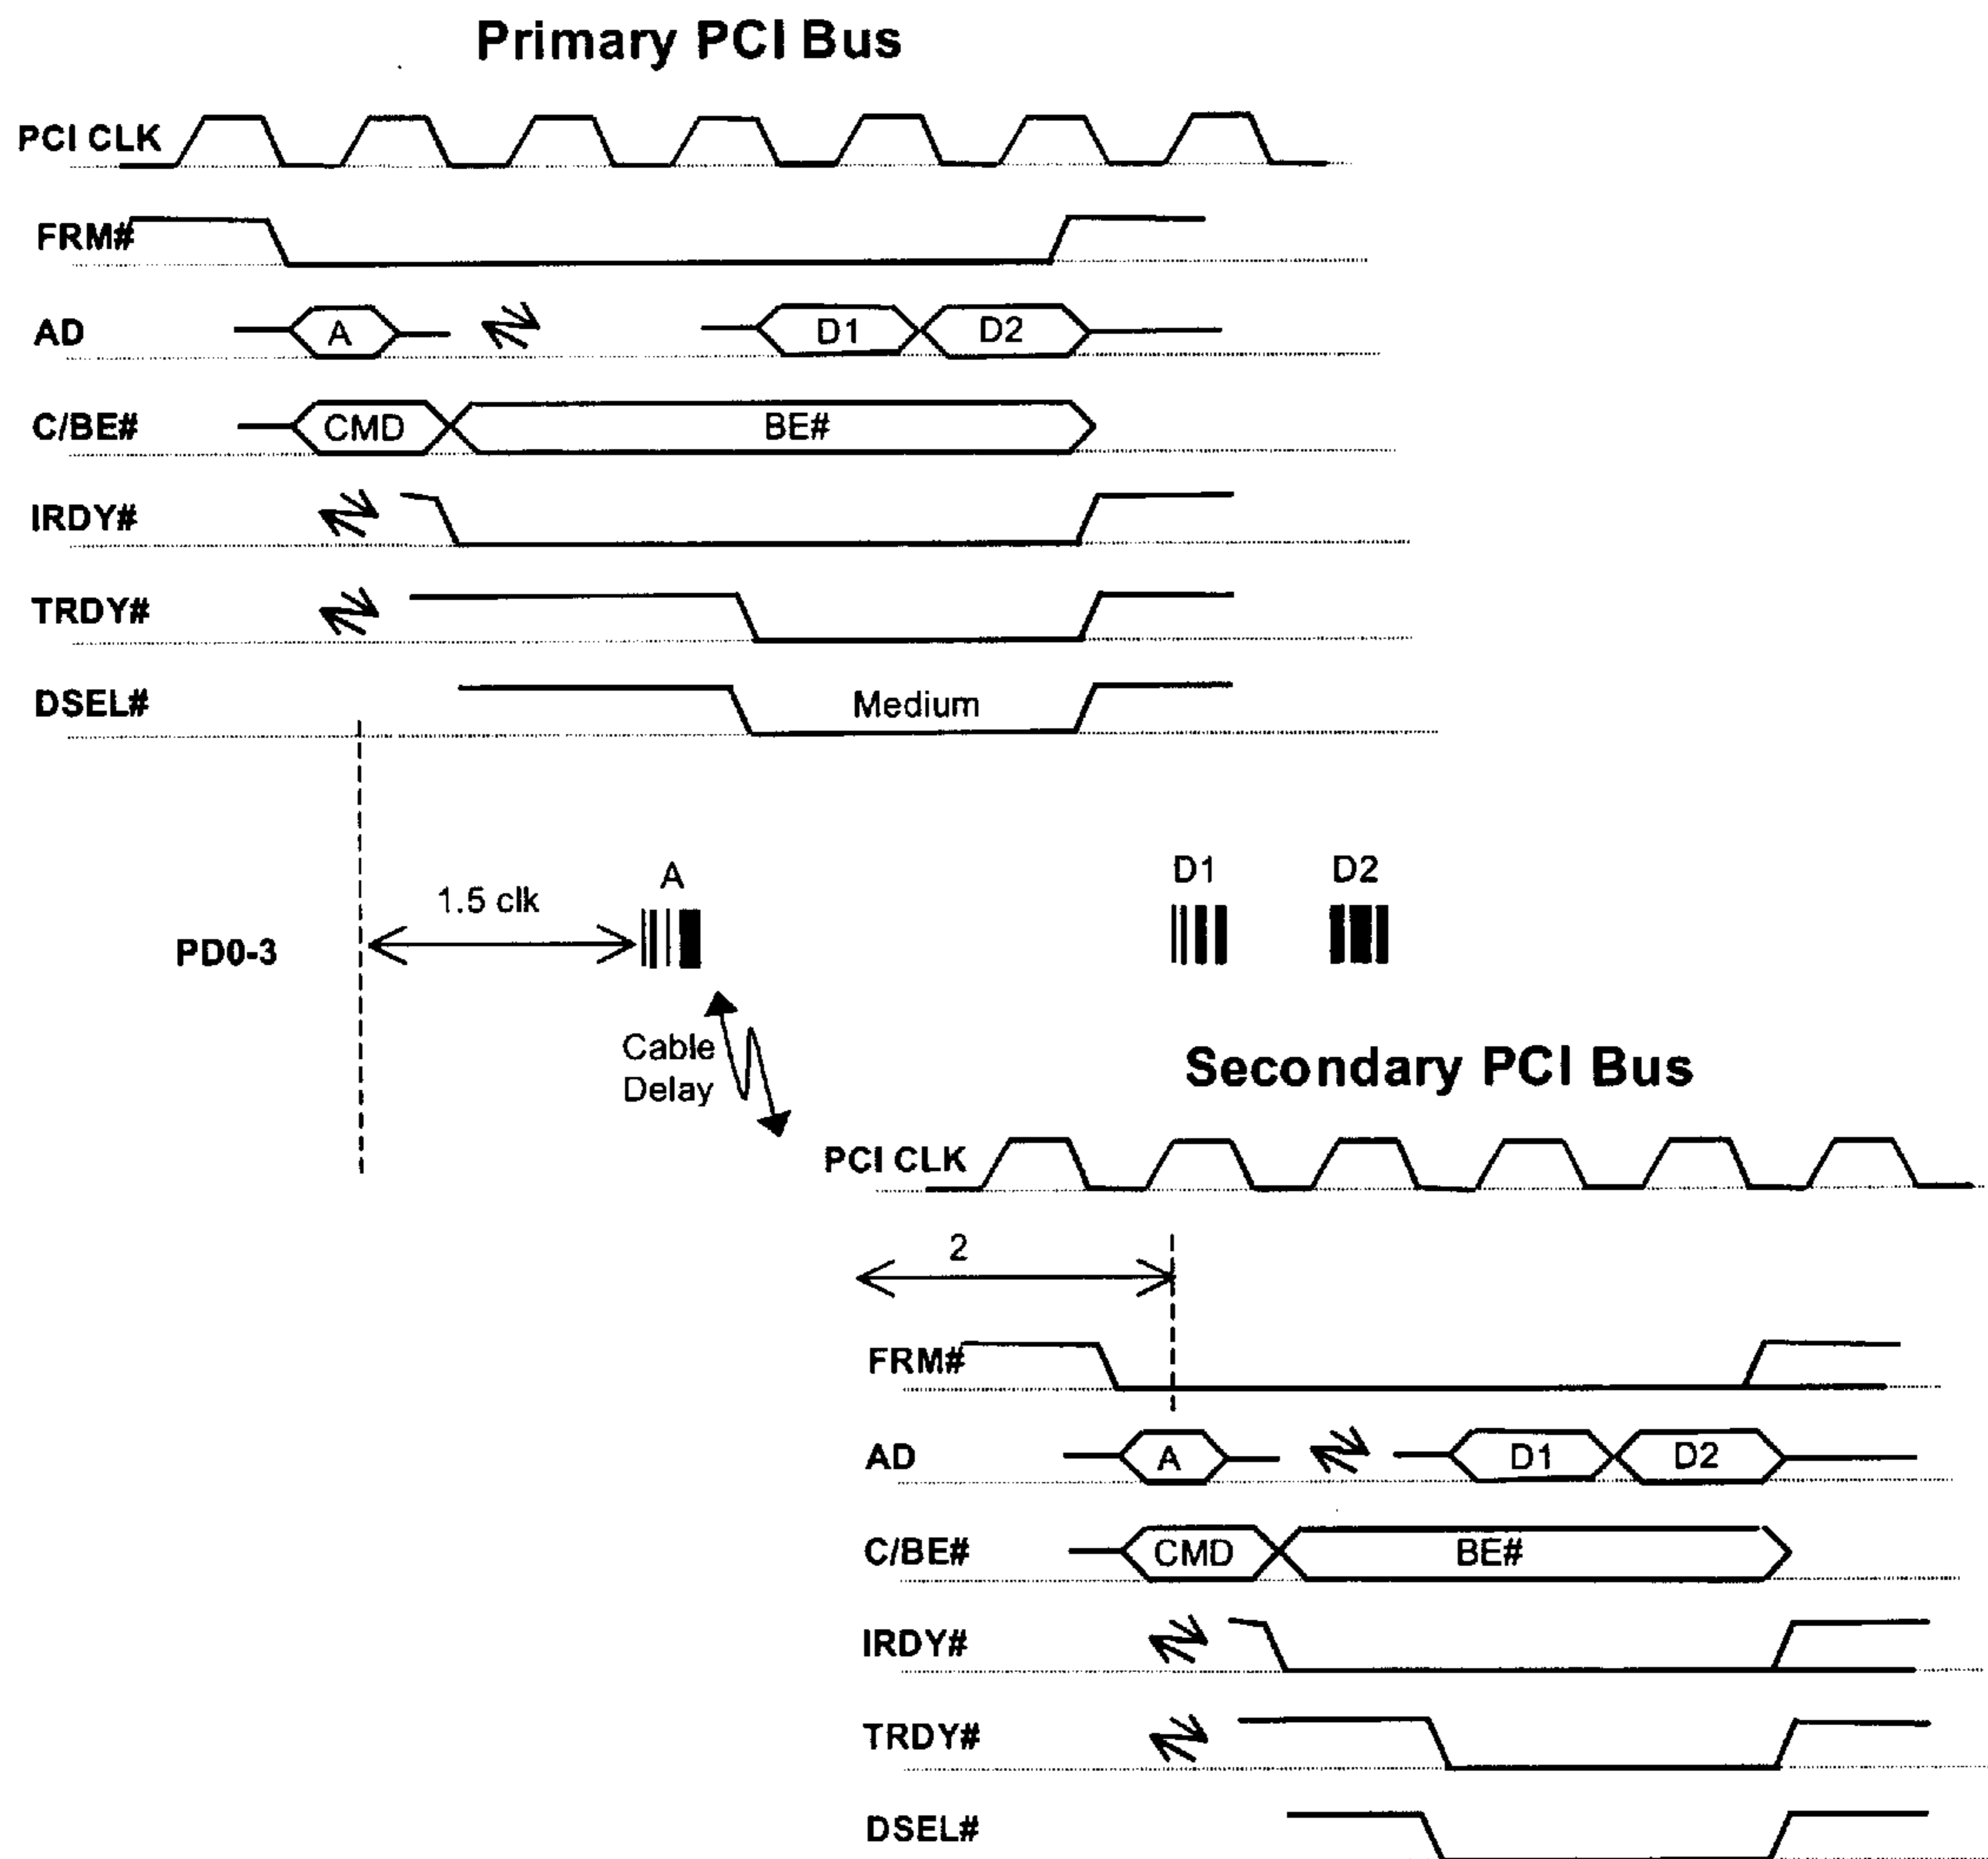 Primary PCI Bus
PCI CLK
FRM#
AD A D1 D2
C/BE# CMD BE#
IRDY#
TRDY#
DSEL# Medium
A D1 D2
1.5 clk
PD0-3
Cable
Delay
Secondary PCI Bus
PCI CLK
2
FRM#
AD A D1 D2
C/BE# CMD BE#
IRDY#
TRDY#
DSEL#